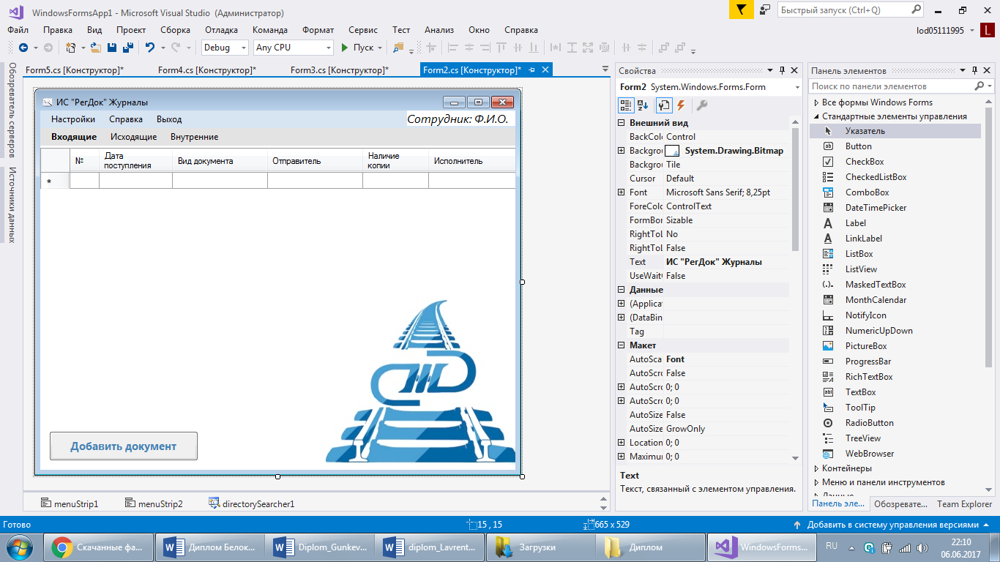 WindowsFormsApp1 - Microsoft Visual Studio (Администратор)
Быстрый запуск (Ctrl+Q)
Файл Правка Вид Проект Сборка Отладка Команда Формат Сервис Тест Анализ Окно Справка
lod05111995 L
Debug Any CPU Пуск
Обозреватель серверов
Источники данных
Form5.cs [Конструктор]* Form4.cs [Конструктор]* Form3.cs [Конструктор]* Form2.cs [Конструктор]*
ИС "РегДок" Журналы
Настройки Справка Выход
Сотрудник: Ф.И.О.
Входящие Исходящие Внутренние
№
Дата
поступления
Вид документа
Отправитель
Наличие
копии
Исполнитель
*
Добавить документ
menuStrip1 menuStrip2 directorySearcher1
Свойства
Form2 System.Windows.Forms.Form
Внешний вид
BackColo Control
Backgrou System.Drawing.Bitmap
Backgrou Tile
Cursor Default
Font Microsoft Sans Serif; 8,25pt
ForeColo ControlText
FormBor Sizable
RightToL No
RightToL False
Text ИС "РегДок" Журналы
UseWait False
Данные
(Applicat
(DataBin
Tag
Макет
AutoScal Font
AutoScro False
AutoScro 0; 0
AutoScro 0; 0
AutoSize False
AutoSize GrowOnly
Location 0; 0
Maximur 0; 0
Text
Текст, связанный с элементом управления.
Панель элементов
Поиск по панели элементов
Все формы Windows Forms
Стандартные элементы управления
Указатель
Button
CheckBox
CheckedListBox
ComboBox
DateTimePicker
Label
LinkLabel
ListBox
ListView
MaskedTextBox
MonthCalendar
NotifyIcon
NumericUpDown
PictureBox
ProgressBar
RichTextBox
TextBox
ToolTip
RadioButton
TreeView
WebBrowser
Контейнеры
Меню и панели инструментов
Данные
Панель эле... Обозревате... Team Explorer
Готово 15 , 15 665 x 529 Добавить в систему управления версиями
Скачанные фа... Диплом Белок... Diplom_Gunkev... diplom_Lavrent... Загрузки Диплом WindowsForms...
RU
22:10
06.06.2017